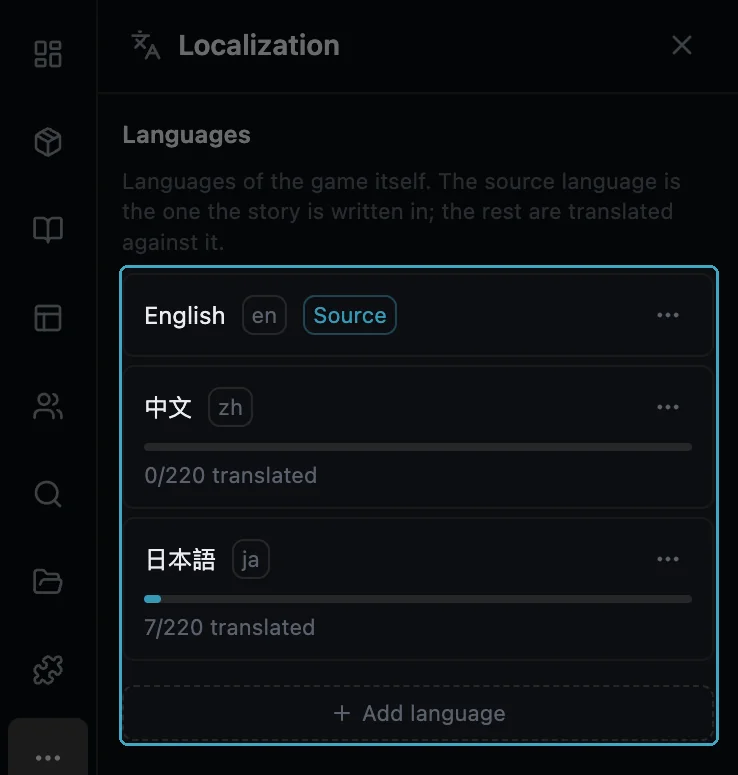 Localization
Languages
Languages of the game itself. The source language is
the one the story is written in; the rest are translated
against it.
English en Source
中文 zh
0/220 translated
日本語 ja
7/220 translated
+ Add language